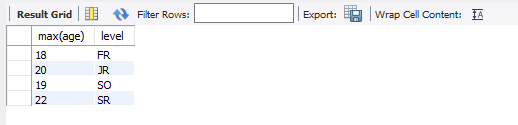 Result Grid Filter Rows: Export: Wrap Cell Content: IA
max(age) level
18 FR
20 JR
19 SO
22 SR